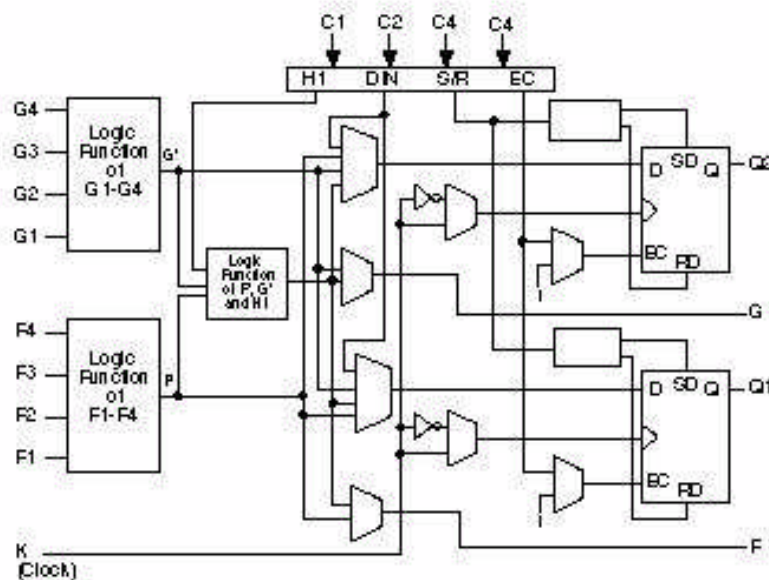 C1 C2 C4 C4
H1 DIN S/R EC
G4
G3
G2
G1
Logic
Function
of
G1-G4
G'
D SD Q
EC
RD
Q2
1
Logic
Function
of F', G'
and H1
G
F4
F3
F2
F1
Logic
Function
of
F1-F4
F'
D SD Q
EC
RD
Q1
1
K
(Clock)
F